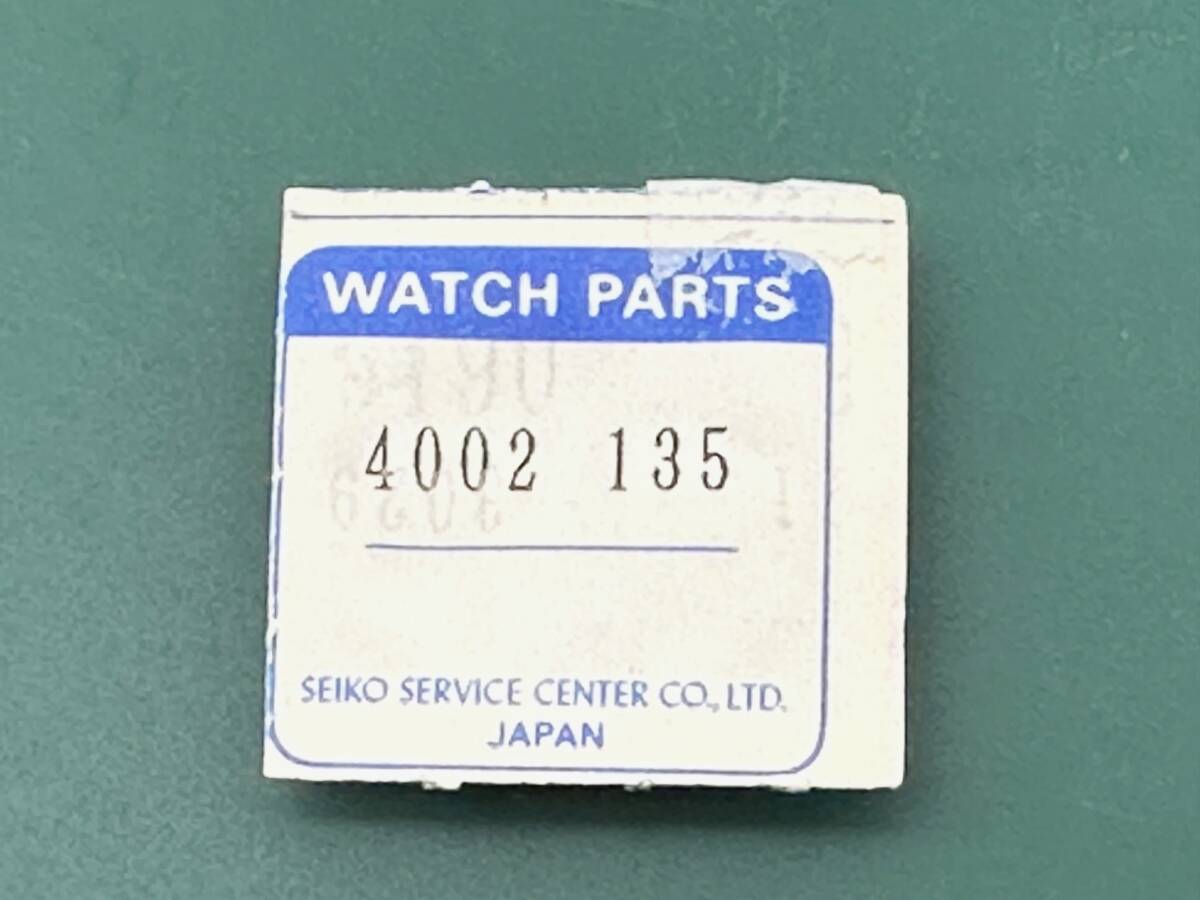 WATCH PARTS
4002 135
SEIKO SERVICE CENTER CO., LTD.
JAPAN